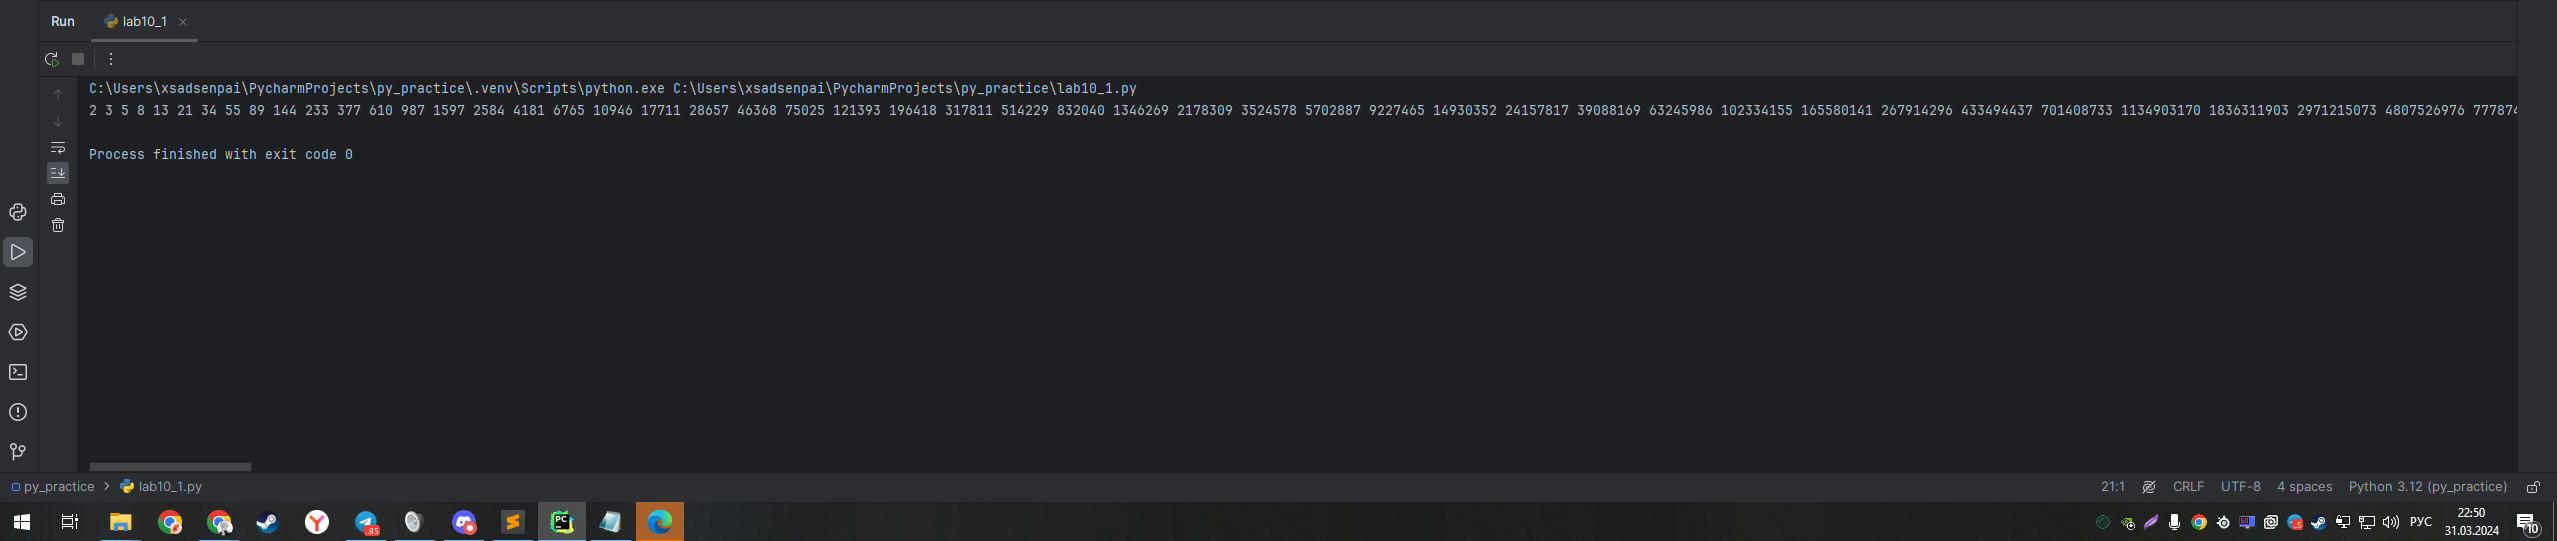 Run lab10_1
C:\Users\xsadsenpai\PycharmProjects\py_practice\.venv\Scripts\python.exe C:\Users\xsadsenpai\PycharmProjects\py_practice\lab10_1.py
2 3 5 8 13 21 34 55 89 144 233 377 610 987 1597 2584 4181 6765 10946 17711 28657 46368 75025 121393 196418 317811 514229 832040 1346269 2178309 3524578 5702887 9227465 14930352 24157817 39088169 63245986 102334155 165580141 267914296 433494437 701408733 1134903170 1836311903 2971215073 4807526976 777874
Process finished with exit code 0
py_practice > lab10_1.py
21:1 CRLF UTF-8 4 spaces Python 3.12 (py_practice)
PC
.95
РУС
22:50
31.03.2024
10